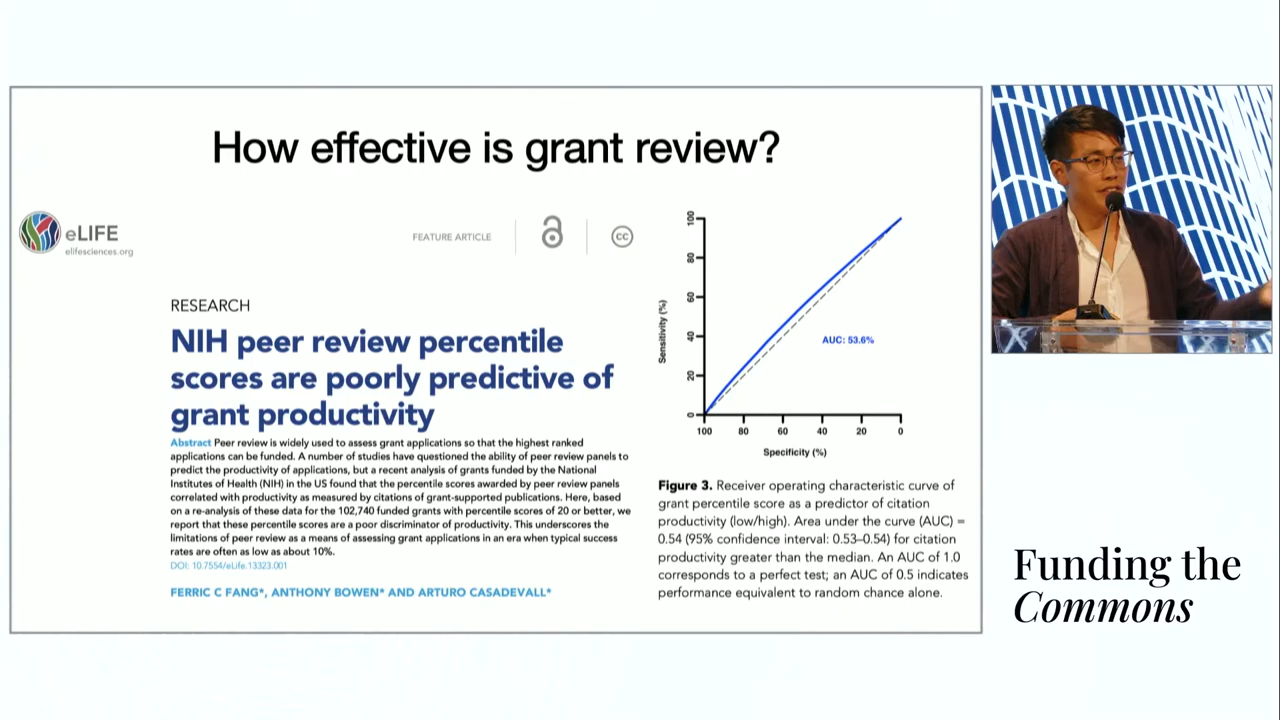 How effective is grant review?
eLIFE
elifesciences.org
FEATURE ARTICLE
cc
RESEARCH
NIH peer review percentile
scores are poorly predictive of
grant productivity
Abstract Peer review is widely used to assess grant applications so that the highest ranked
applications can be funded. A number of studies have questioned the ability of peer review panels to
predict the productivity of applications, but a recent analysis of grants funded by the National
Institutes of Health (NIH) in the US found that the percentile scores awarded by peer review panels
correlated with productivity as measured by citations of grant-supported publications. Here, based
on a re-analysis of these data for the 102,740 funded grants with percentile scores of 20 or better, we
report that these percentile scores are a poor discriminator of productivity. This underscores the
limitations of peer review as a means of assessing grant applications in an era when typical success
rates are often as low as about 10%.
DOI: 10.7554/eLife.13323.001
FERRIC C FANG*, ANTHONY BOWEN* AND ARTURO CASADEVALL*
Sensitivity (%)
100
80
60
40
20
0
AUC: 53.6%
100 80 60 40 20 0
Specificity (%)
Figure 3. Receiver operating characteristic curve of
grant percentile score as a predictor of citation
productivity (low/high). Area under the curve (AUC) =
0.54 (95% confidence interval: 0.53–0.54) for citation
productivity greater than the median. An AUC of 1.0
corresponds to a perfect test; an AUC of 0.5 indicates
performance equivalent to random chance alone.
Funding the
Commons